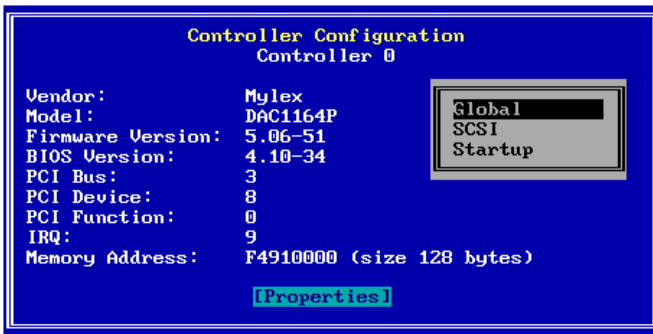 Controller Configuration
Controller 0
Vendor: Mylex
Model: DAC1164P
Firmware Version: 5.06-51
BIOS Version: 4.10-34
PCI Bus: 3
PCI Device: 8
PCI Function: 0
IRQ: 9
Memory Address: F4910000 (size 128 bytes)
Global
SCSI
Startup
[Properties]